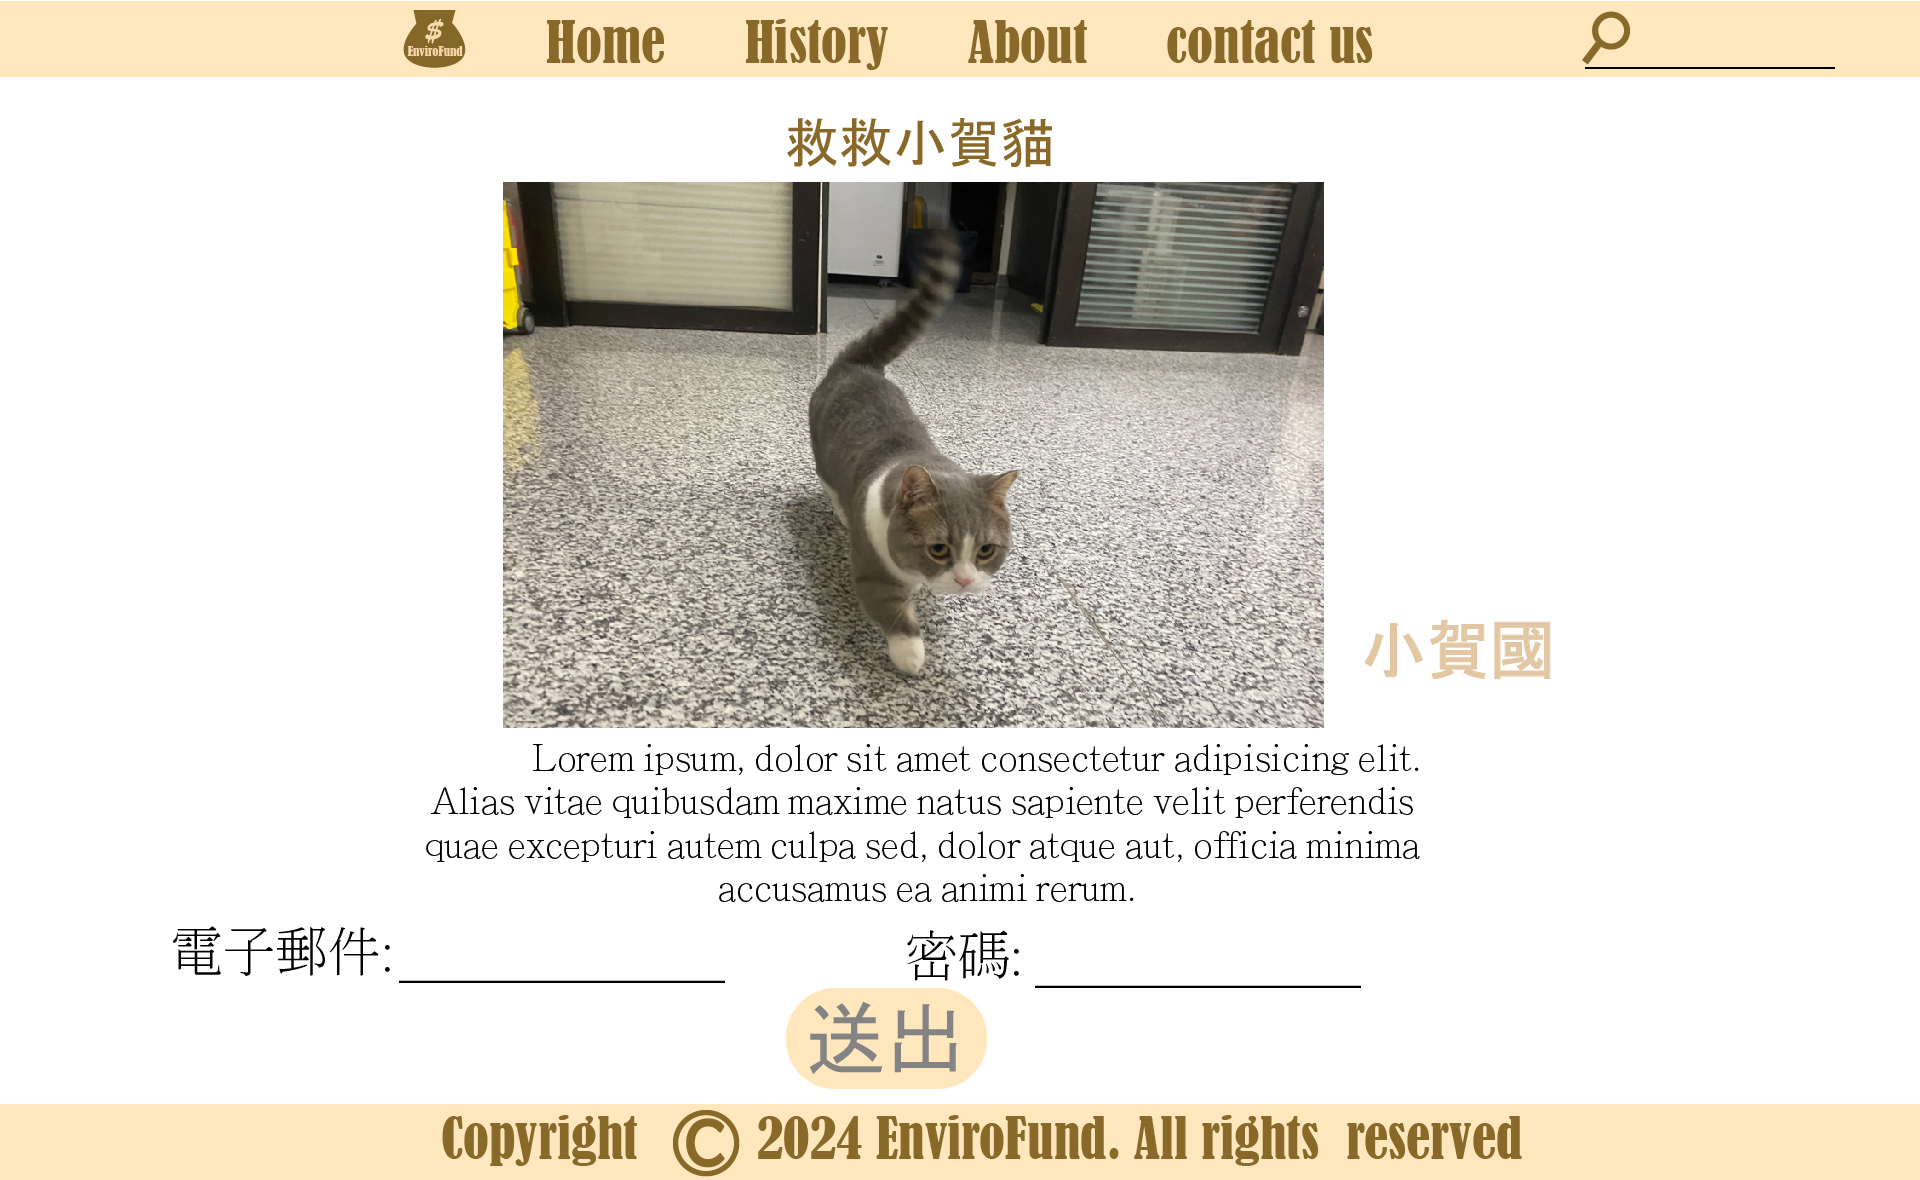 $
EnviroFund
Home History About contact us
救救小賀貓
小賀國
Lorem ipsum, dolor sit amet consectetur adipisicing elit.
Alias vitae quibusdam maxime natus sapiente velit perferendis
quae excepturi autem culpa sed, dolor atque aut, officia minima
accusamus ea animi rerum.
電子郵件: 密碼:
送出
Copyright © 2024 EnviroFund. All rights reserved